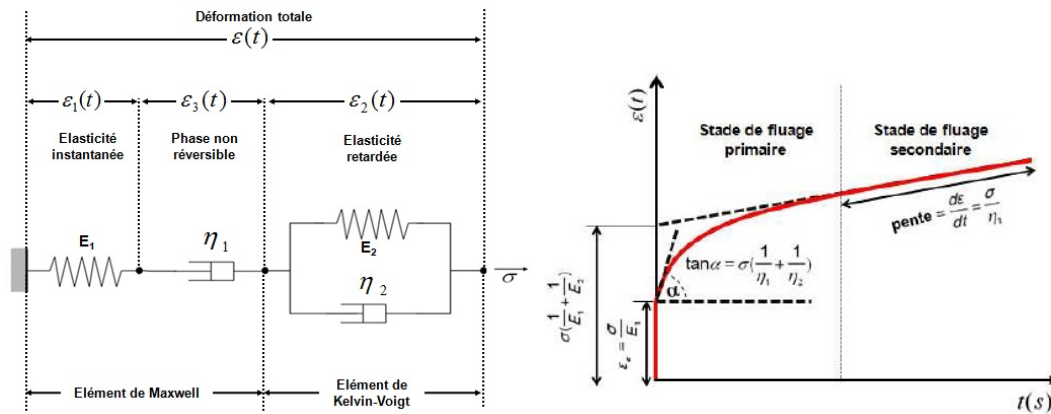 Déformation totale
ε(t)
ε₁(t) ε₃(t) ε₂(t)
Elasticité instantanée
Phase non réversible
Elasticité retardée
E₁
η₁
E₂
η₂
σ
Elément de Maxwell
Elément de Kelvin-Voigt
ε(t)
Stade de fluage primaire
Stade de fluage secondaire
pente = dε/dt = σ/η₁
tanα = σ(1/η₁ + 1/η₂)
α
σ(1/E₁ + 1/E₂)
εₑ = σ/E₁
t(s)